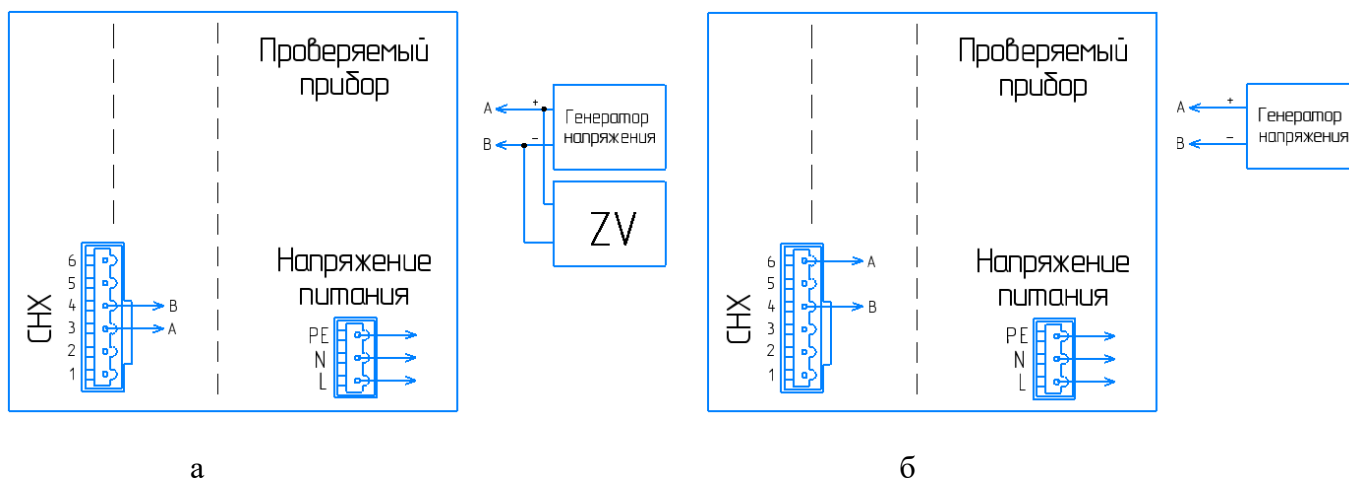 Проверяемый
прибор
A
+
B
–
Генератор
напряжения
ZV
6
5
4
3
2
1
CHX
B
A
Напряжение
питания
PE
N
L
а
Проверяемый
прибор
A
+
B
–
Генератор
напряжения
6
5
4
3
2
1
CHX
A
B
Напряжение
питания
PE
N
L
б